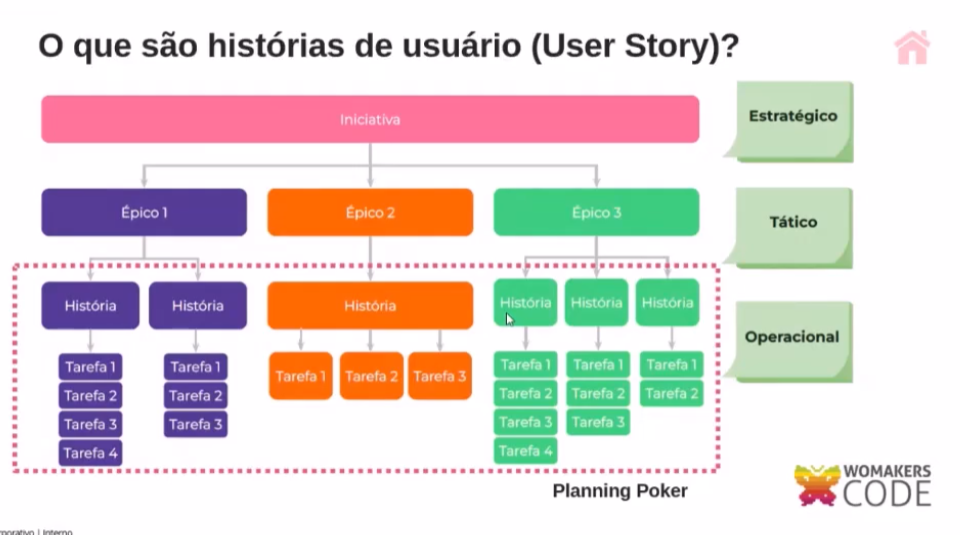 O que são histórias de usuário (User Story)?
Iniciativa
Estratégico
Épico 1
Épico 2
Épico 3
Tático
História
História
História
História
História
História
Operacional
Tarefa 1
Tarefa 2
Tarefa 3
Tarefa 4
Tarefa 1
Tarefa 2
Tarefa 3
Tarefa 1
Tarefa 2
Tarefa 3
Tarefa 1
Tarefa 2
Tarefa 3
Tarefa 4
Tarefa 1
Tarefa 2
Tarefa 3
Tarefa 1
Tarefa 2
Planning Poker
WOMAKERS
CODE
| Interno